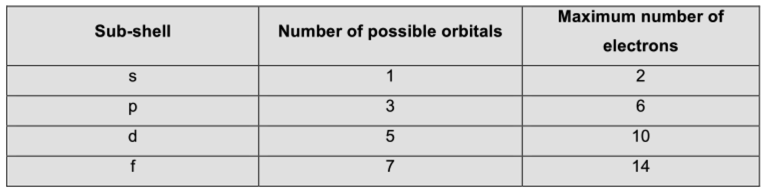 Sub-shell Number of possible orbitals Maximum number of
electrons
s 1 2
p 3 6
d 5 10
f 7 14